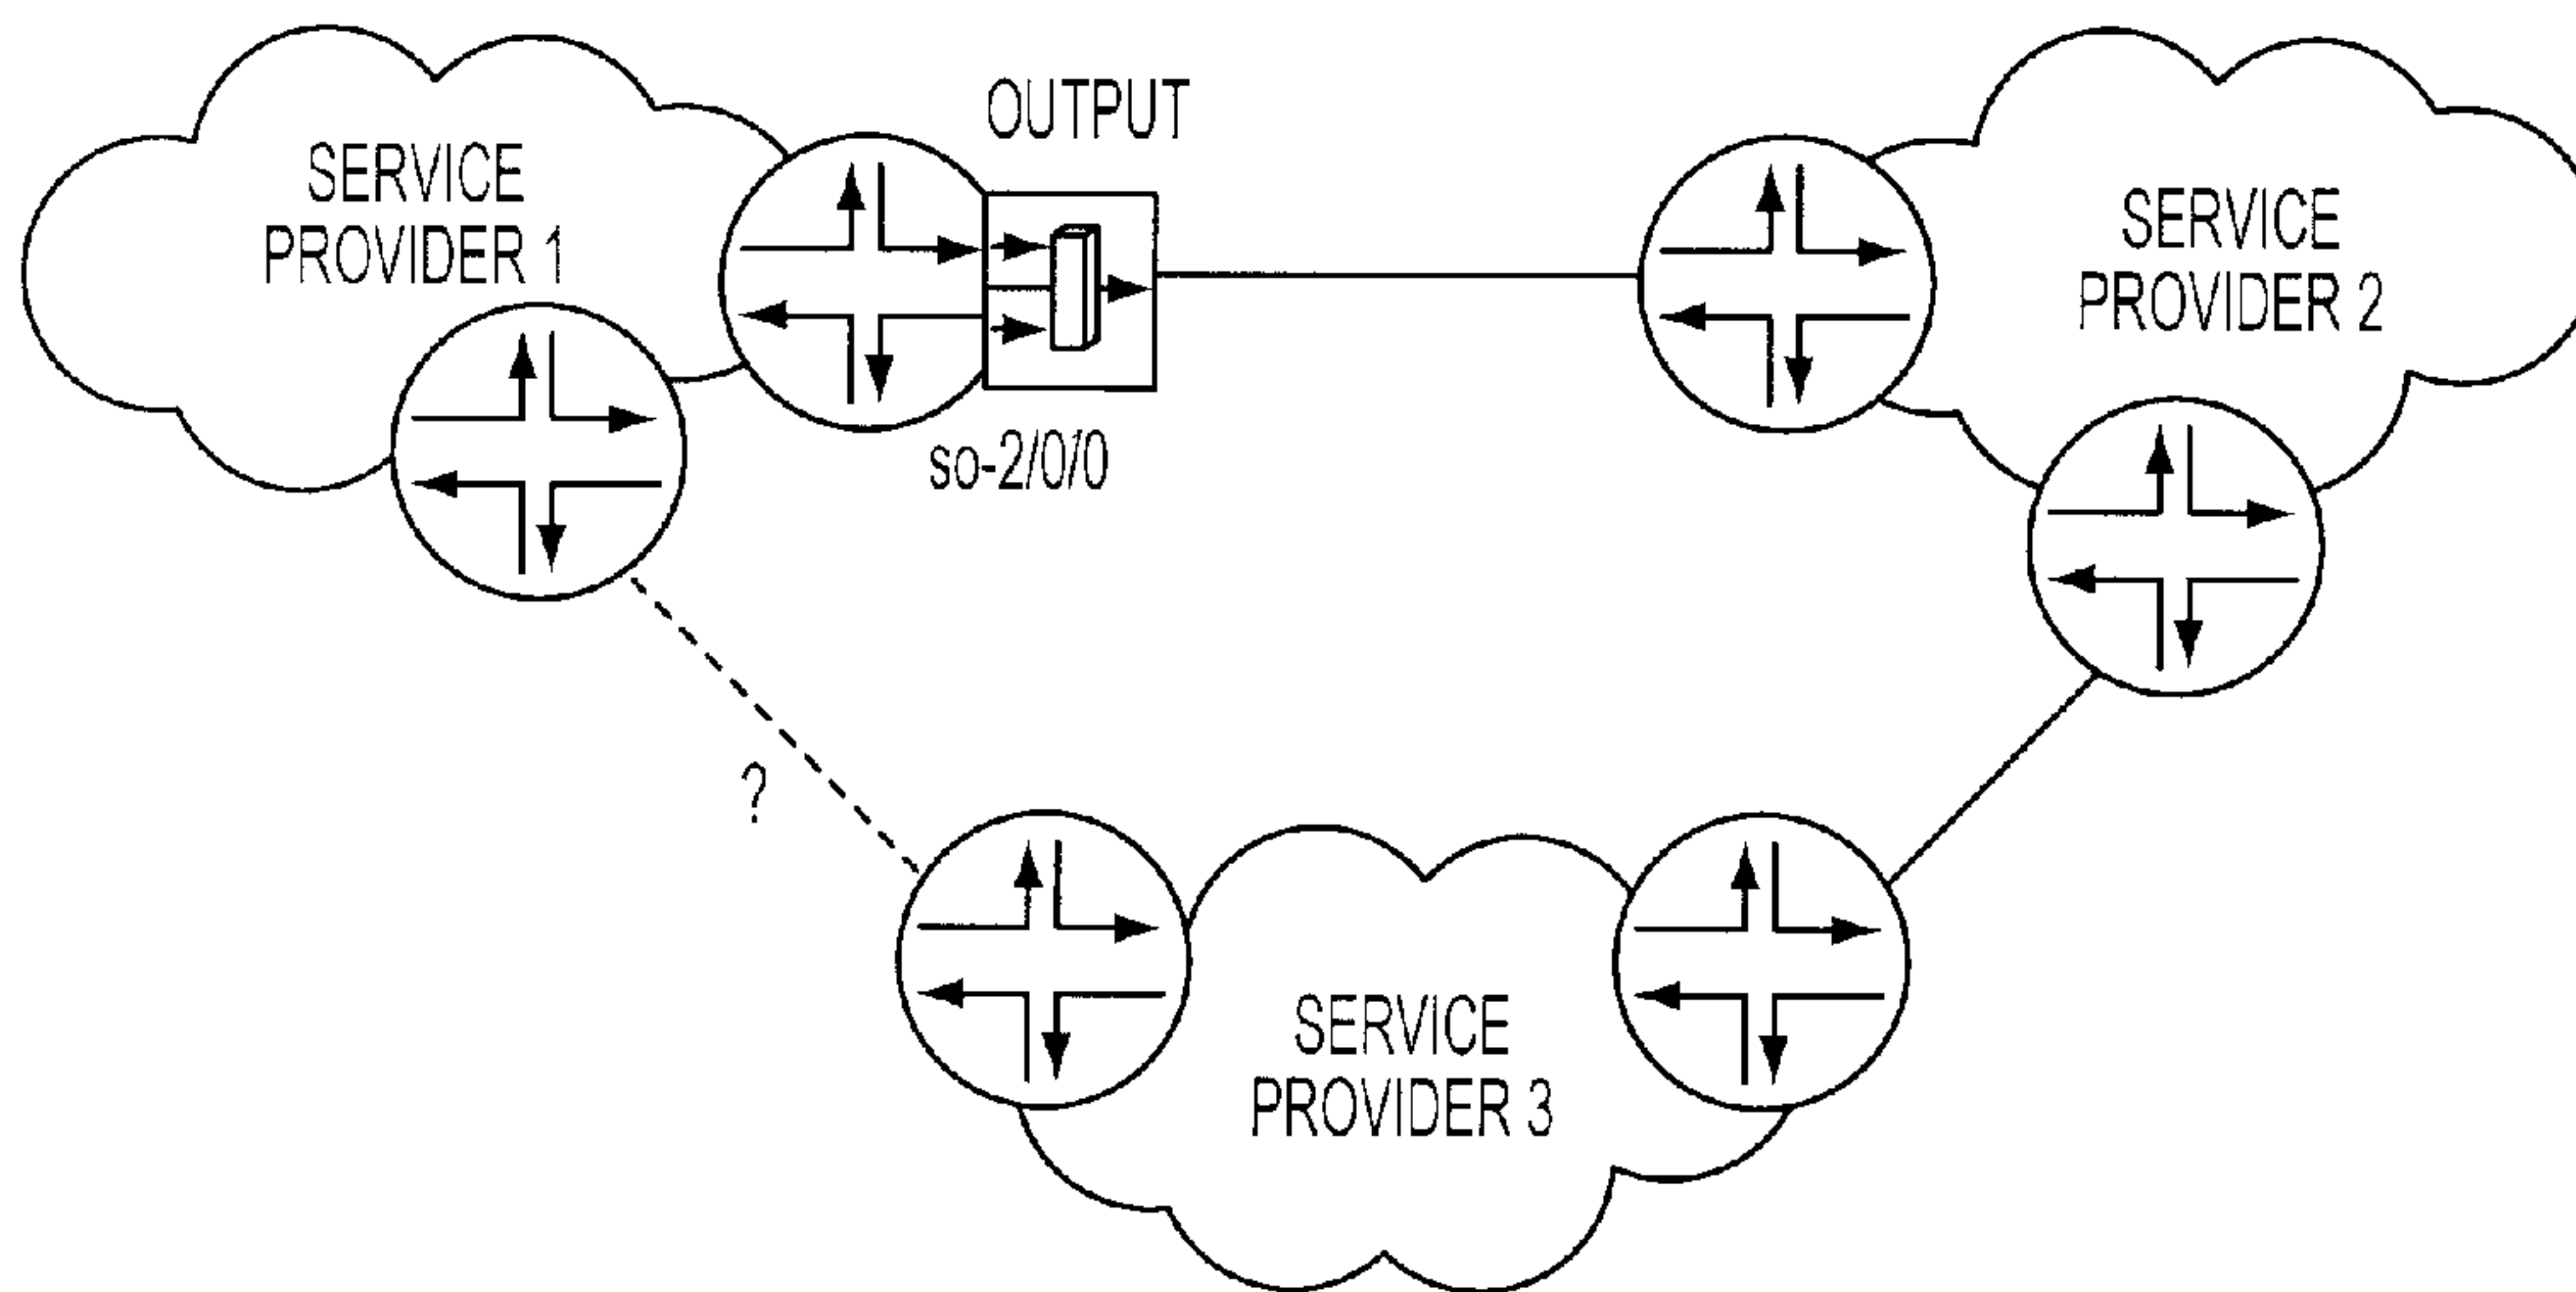 OUTPUT
SERVICE
PROVIDER 1
SERVICE
PROVIDER 2
so-2/0/0
?
SERVICE
PROVIDER 3